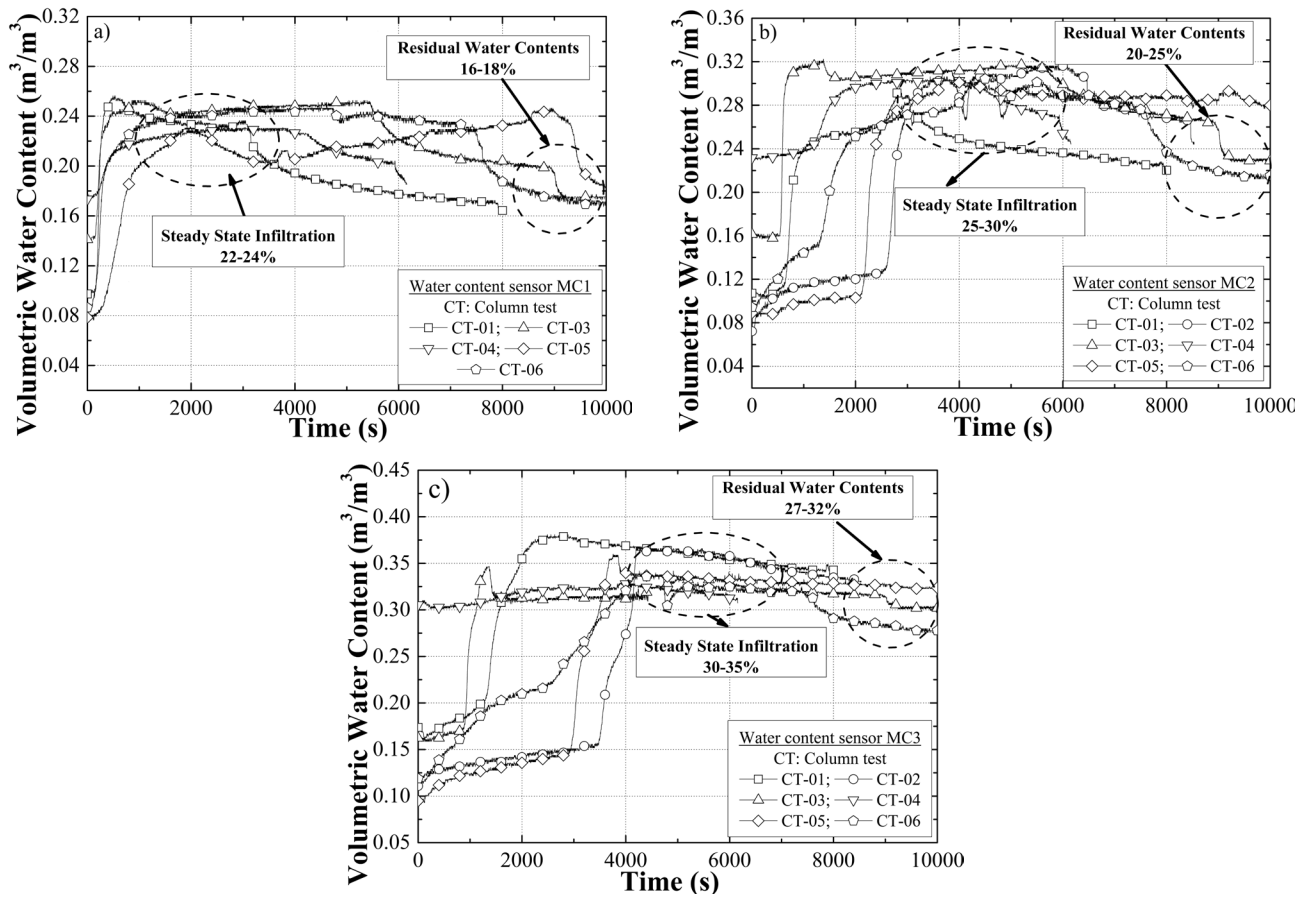 a)
Volumetric Water Content (m³/m³)
0.32
0.28
0.24
0.20
0.16
0.12
0.08
0.04
Residual Water Contents
16-18%
Steady State Infiltration
22-24%
Water content sensor MC1
CT: Column test
CT-01; CT-03
CT-04; CT-05
CT-06
0 2000 4000 6000 8000 10000
Time (s)
b)
Volumetric Water Content (m³/m³)
0.36
0.32
0.28
0.24
0.20
0.16
0.12
0.08
0.04
Residual Water Contents
20-25%
Steady State Infiltration
25-30%
Water content sensor MC2
CT: Column test
CT-01; CT-02
CT-03; CT-04
CT-05; CT-06
0 2000 4000 6000 8000 10000
Time (s)
c)
Volumetric Water Content (m³/m³)
0.45
0.40
0.35
0.30
0.25
0.20
0.15
0.10
0.05
Residual Water Contents
27-32%
Steady State Infiltration
30-35%
Water content sensor MC3
CT: Column test
CT-01; CT-02
CT-03; CT-04
CT-05; CT-06
0 2000 4000 6000 8000 10000
Time (s)